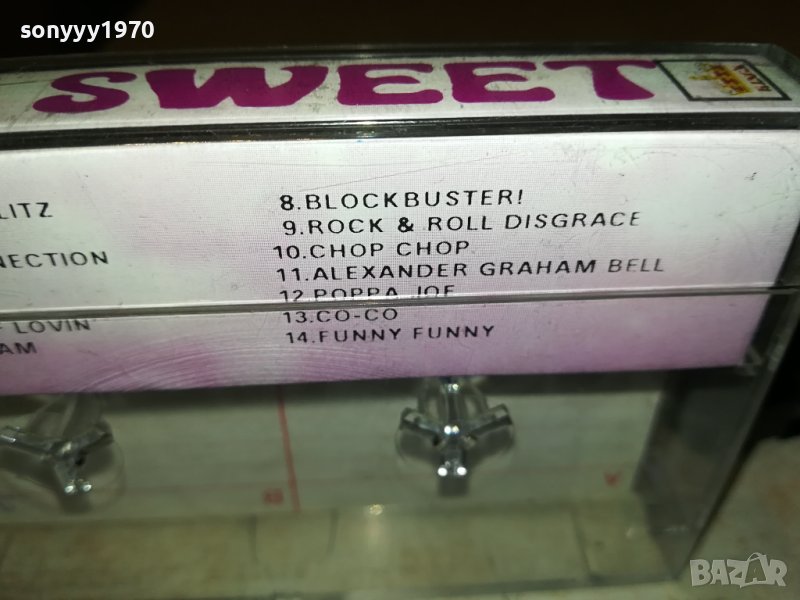 sonyyy1970
SWEET
LITZ
NECTION
LOVIN'
AM
8.BLOCKBUSTER!
9.ROCK & ROLL DISGRACE
10.CHOP CHOP
11.ALEXANDER GRAHAM BELL
12.POPPA JOE
13.CO-CO
14.FUNNY FUNNY
BAZAR